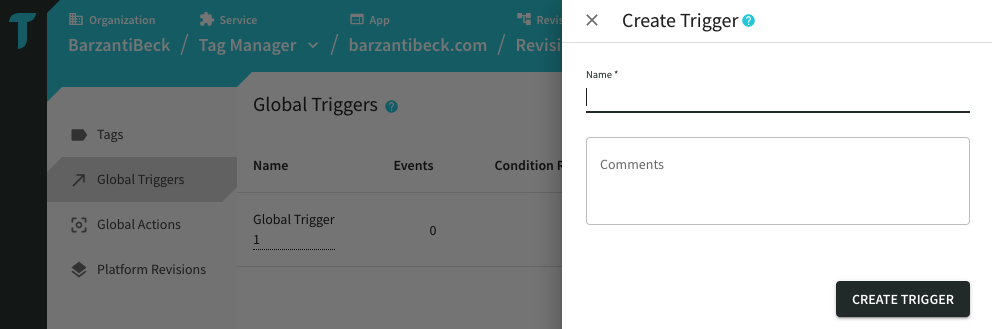 Organization
Service
App
Revis
BarzantiBeck / Tag Manager / barzantibeck.com / Revisi
Tags
Global Triggers
Global Actions
Platform Revisions
Global Triggers ?
Name Events Condition R
Global Trigger
1
0
Create Trigger ?
Name *
Comments
CREATE TRIGGER